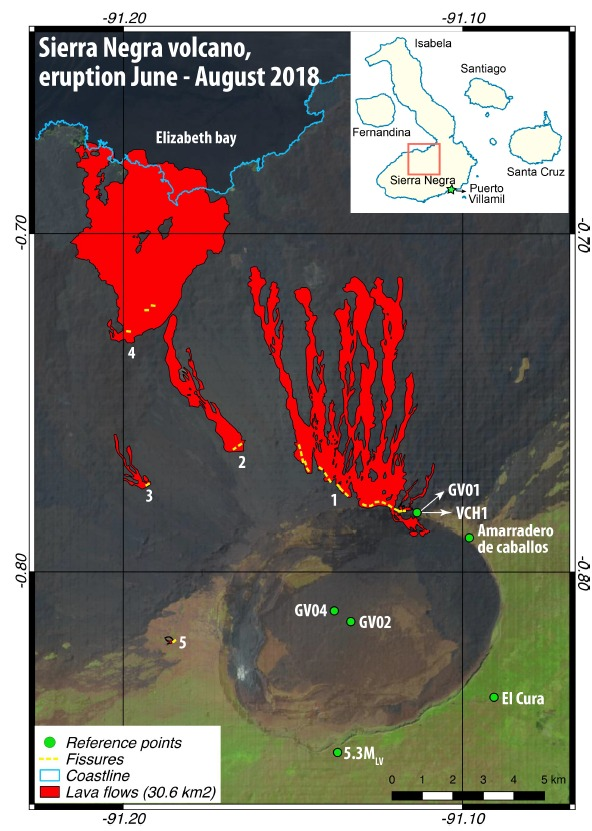 -91.20
-91.10
Sierra Negra volcano,
eruption June - August 2018
Isabela
Santiago
Fernandina
Santa Cruz
Sierra Negra
Puerto
Villamil
Elizabeth bay
-0.70
-0.70
4
2
3
1
GV01
VCH1
Amarradero
de caballos
-0.80
-0.80
GV04
GV02
5
El Cura
5.3MLV
Reference points
Fissures
Coastline
Lava flows (30.6 km2)
0 1 2 3 4 5 km
-91.20
-91.10